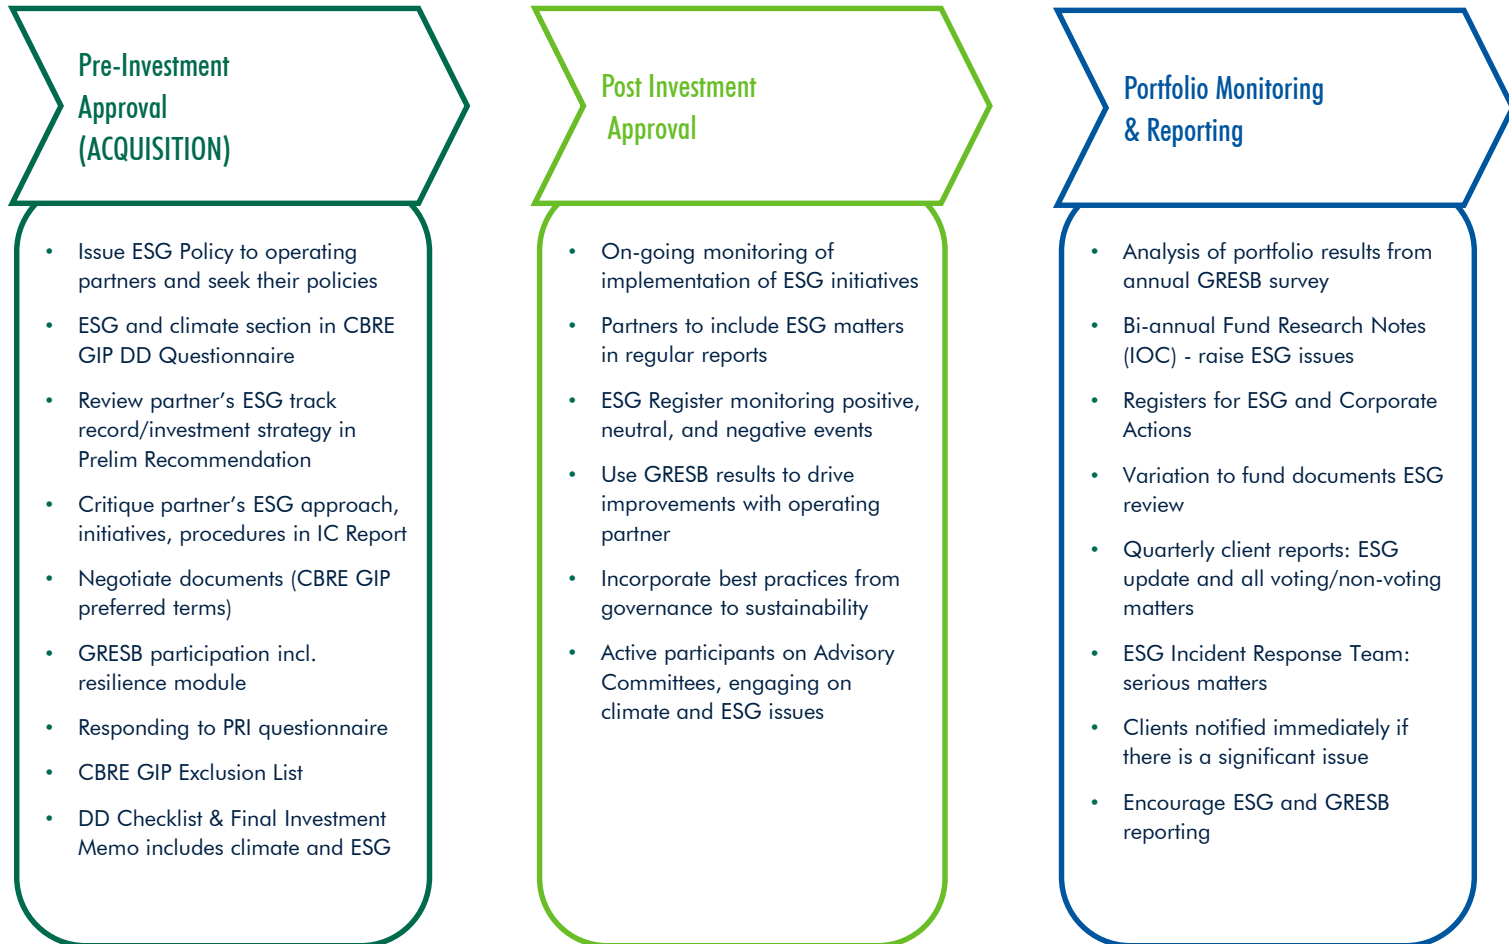 Pre-Investment
Approval
(ACQUISITION)
• Issue ESG Policy to operating
partners and seek their policies
• ESG and climate section in CBRE
GIP DD Questionnaire
• Review partner’s ESG track
record/investment strategy in
Prelim Recommendation
• Critique partner’s ESG approach,
initiatives, procedures in IC Report
• Negotiate documents (CBRE GIP
preferred terms)
• GRESB participation incl.
resilience module
• Responding to PRI questionnaire
• CBRE GIP Exclusion List
• DD Checklist & Final Investment
Memo includes climate and ESG
Post Investment
Approval
• On-going monitoring of
implementation of ESG initiatives
• Partners to include ESG matters
in regular reports
• ESG Register monitoring positive,
neutral, and negative events
• Use GRESB results to drive
improvements with operating
partner
• Incorporate best practices from
governance to sustainability
• Active participants on Advisory
Committees, engaging on
climate and ESG issues
Portfolio Monitoring
& Reporting
• Analysis of portfolio results from
annual GRESB survey
• Bi-annual Fund Research Notes
(IOC) - raise ESG issues
• Registers for ESG and Corporate
Actions
• Variation to fund documents ESG
review
• Quarterly client reports: ESG
update and all voting/non-voting
matters
• ESG Incident Response Team:
serious matters
• Clients notified immediately if
there is a significant issue
• Encourage ESG and GRESB
reporting